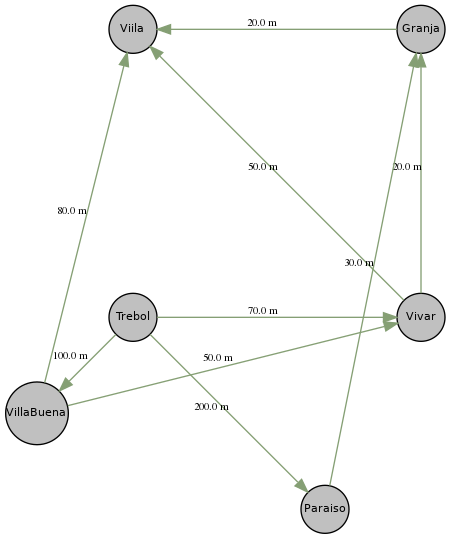 20.0 m
Viila
Granja
50.0 m
20.0 m
80.0 m
30.0 m
70.0 m
Trebol
Vivar
100.0 m
50.0 m
VillaBuena
200.0 m
Paraiso